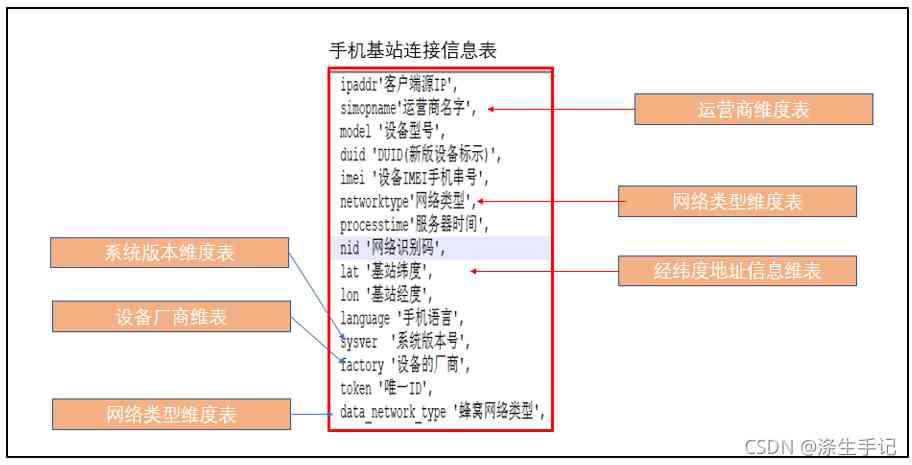 手机基站连接信息表
ipaddr'客户端源IP',
simopname'运营商名字',
model '设备型号',
duid 'DUID(新版设备标示)',
imei '设备IMEI手机串号',
networktype'网络类型',
processtime'服务器时间',
nid '网络识别码',
lat '基站纬度',
lon '基站经度',
language '手机语言',
sysver '系统版本号',
factory '设备的厂商',
token '唯一ID',
data_network_type '蜂窝网络类型',
系统版本维度表
设备厂商维表
网络类型维度表
运营商维度表
网络类型维度表
经纬度地址信息维表
CSDN @涤生手记